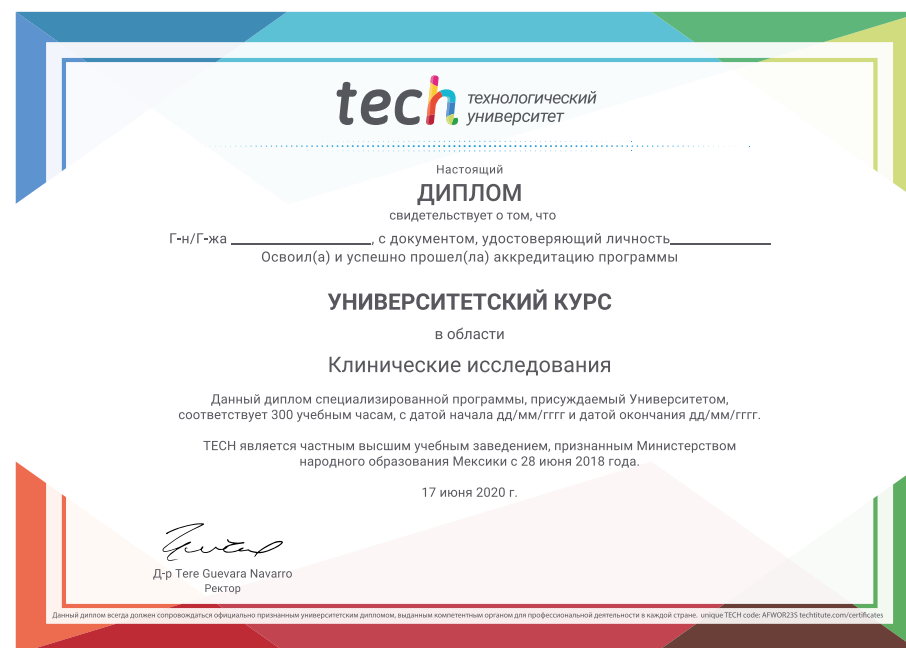 tech технологический
университет
Настоящий
ДИПЛОМ
свидетельствует о том, что
Г-н/Г-жа , с документом, удостоверяющий личность
Освоил(а) и успешно прошел(ла) аккредитацию программы
УНИВЕРСИТЕТСКИЙ КУРС
в области
Клинические исследования
Данный диплом специализированной программы, присуждаемый Университетом,
соответствует 300 учебным часам, с датой начала дд/мм/гггг и датой окончания дд/мм/гггг.
TECH является частным высшим учебным заведением, признанным Министерством
народного образования Мексики с 28 июня 2018 года.
17 июня 2020 г.
Д-р Tere Guevara Navarro
Ректор
Данный диплом всегда должен сопровождаться официально признанным университетским дипломом, выданным компетентным органом для профессиональной деятельности в каждой стране. unique TECH code: AFWOR23S techtitute.com/certificates